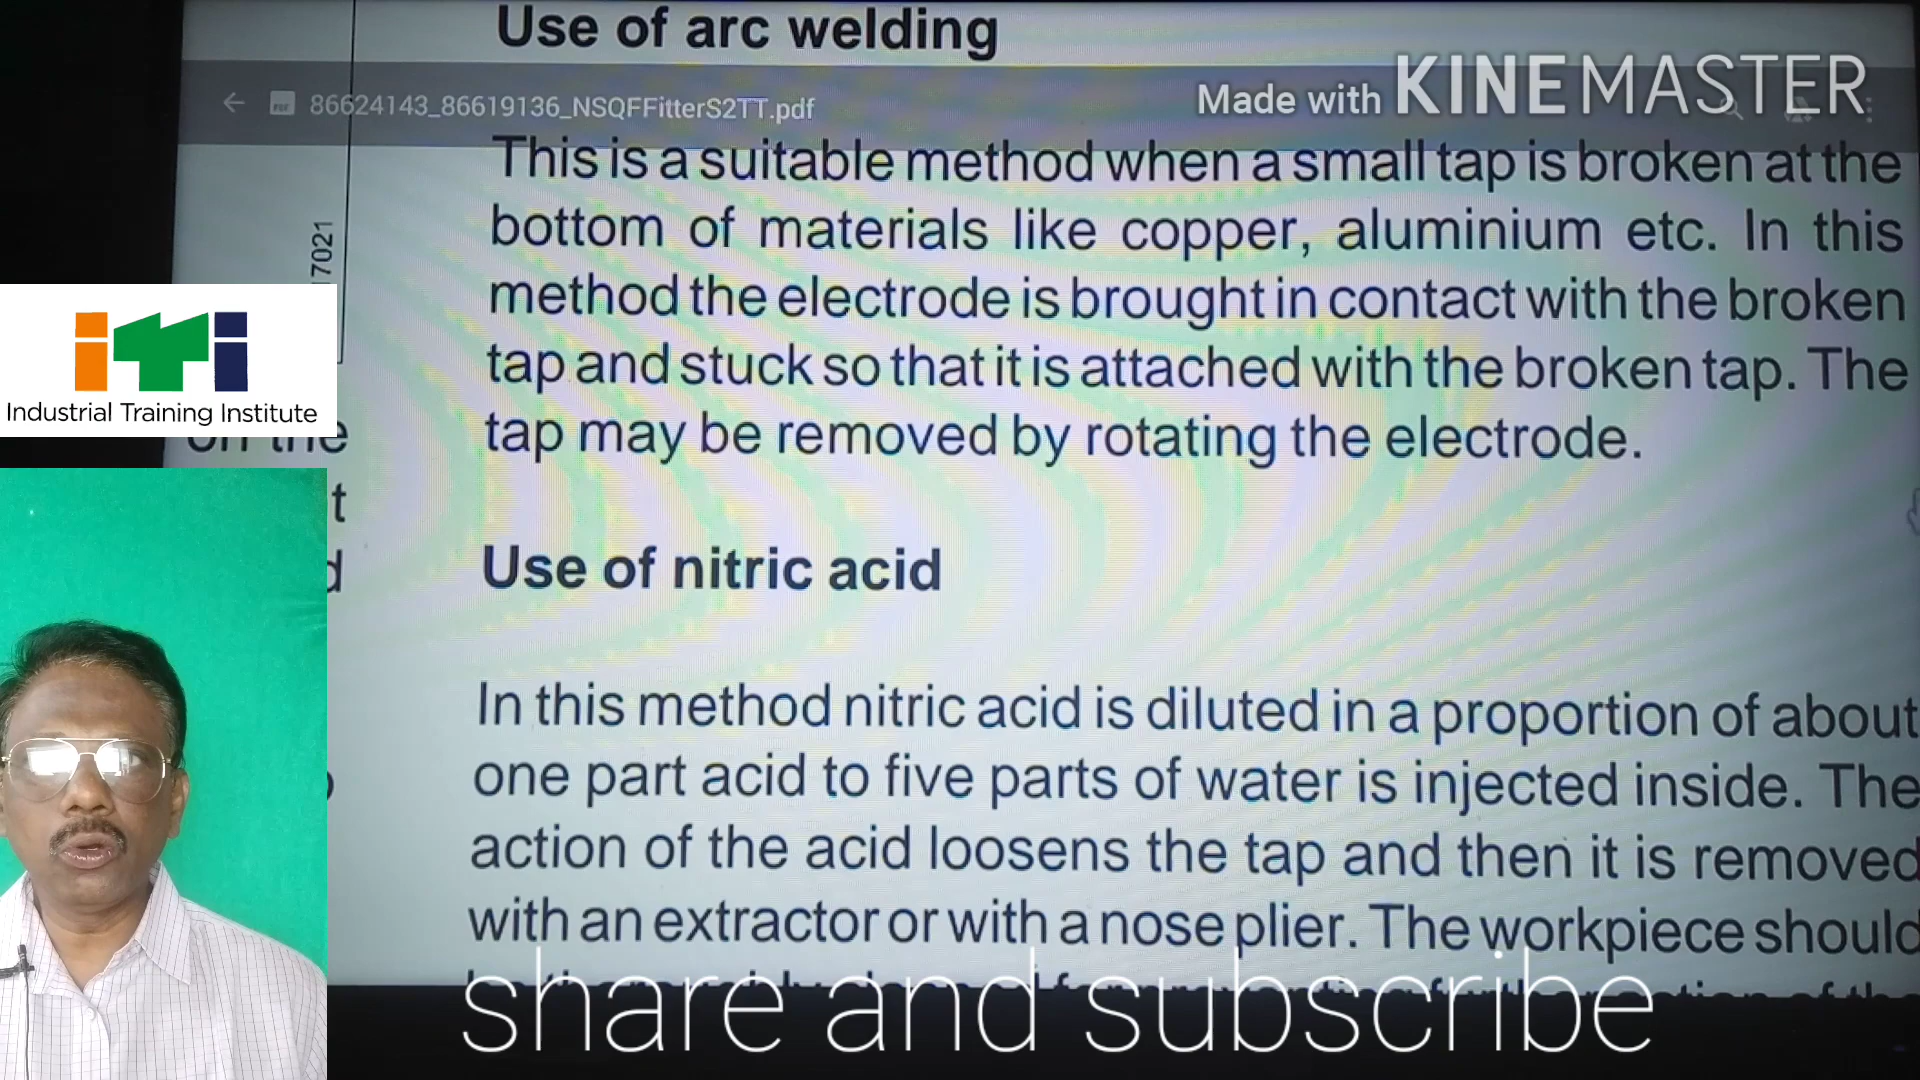 Use of arc welding
Made with KINEMASTER
86624143_86619136_NSQFFitterS2TT.pdf
This is a suitable method when a small tap is broken at the
bottom of materials like copper, aluminium etc. In this
method the electrode is brought in contact with the broken
tap and stuck so that it is attached with the broken tap. The
tap may be removed by rotating the electrode.
17021
iTi
Industrial Training Institute
on the
t
d
Use of nitric acid
In this method nitric acid is diluted in a proportion of about
one part acid to five parts of water is injected inside. The
action of the acid loosens the tap and then it is removed
with an extractor or with a nose plier. The workpiece should
share and subscribe